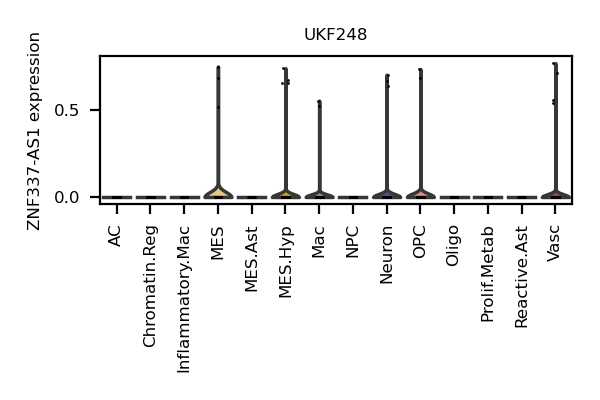 UKF248
ZNF337-AS1 expression
0.5
0.0
AC
Chromatin.Reg
Inflammatory.Mac
MES
MES.Ast
MES.Hyp
Mac
NPC
Neuron
OPC
Oligo
Prolif.Metab
Reactive.Ast
Vasc